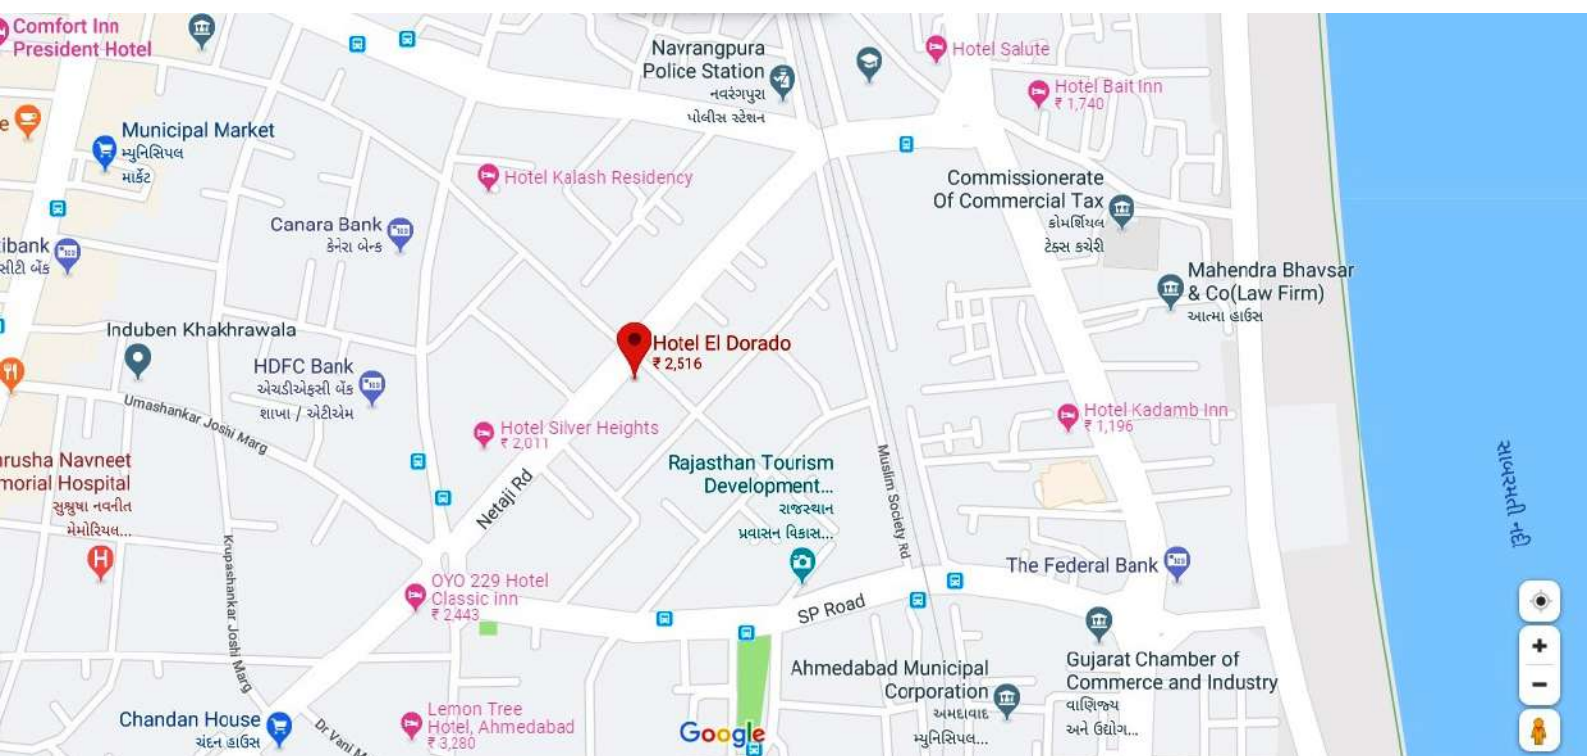 Comfort Inn
President Hotel
Navrangpura
Police Station
નવરંગપુરા
પોલીસ સ્ટેશન
Hotel Salute
Hotel Bait Inn
₹ 1,740
Municipal Market
મ્યુનિસિપલ
માર્કેટ
Hotel Kalash Residency
Commissionerate
Of Commercial Tax
કોમર્શિયલ
ટેક્સ કચેરી
Canara Bank
કેનેરા બેન્ક
tibank
સીટી બેંક
Mahendra Bhavsar
& Co(Law Firm)
આત્મા હાઉસ
Induben Khakhrawala
Hotel El Dorado
₹ 2,516
HDFC Bank
એચડીએફસી બેંક
શાખા / એટીએમ
Umashankar Joshi Marg
Hotel Silver Heights
₹ 2,011
Hotel Kadamb Inn
₹ 1,196
Muslim Society Rd
સાબરમતી નદી
hrusha Navneet
morial Hospital
સુશ્રુષા નવનીત
મેમોરિયલ...
H
Netaji Rd
Rajasthan Tourism
Development...
રાજસ્થાન
પ્રવાસન વિકાસ...
Krupashankar Joshi Marg
The Federal Bank
OYO 229 Hotel
Classic inn
₹ 2,443
SP Road
Ahmedabad Municipal
Corporation
અમદાવાદ
મ્યુનિસિપલ...
Gujarat Chamber of
Commerce and Industry
વાણિજ્ય
અને ઉદ્યોગ...
Chandan House
ચંદન હાઉસ
Dr Vani M
Lemon Tree
Hotel, Ahmedabad
₹ 3,280
Google